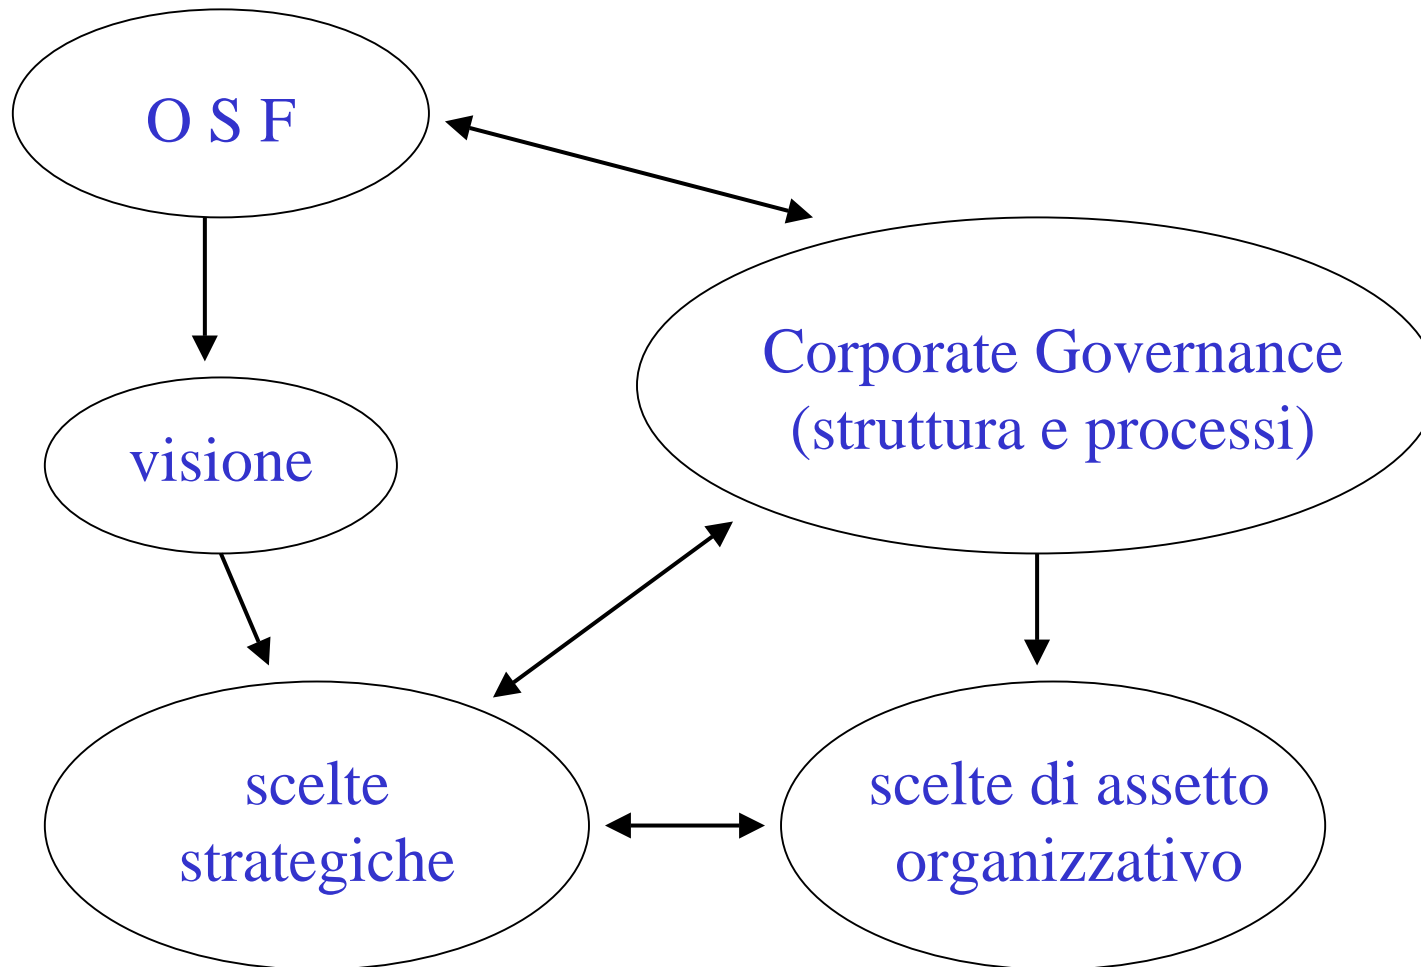 O S F
Corporate Governance
(struttura e processi)
visione
scelte
strategiche
scelte di assetto
organizzativo